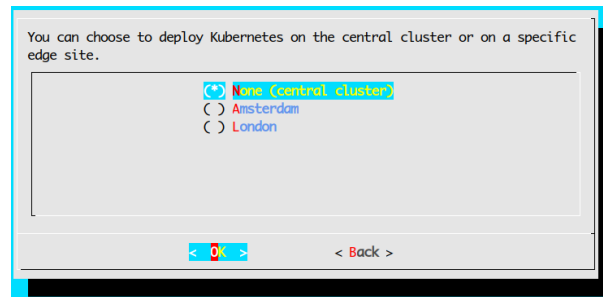 You can choose to deploy Kubernetes on the central cluster or on a specific
edge site.
(*) None (central cluster)
( ) Amsterdam
( ) London
< OK > < Back >